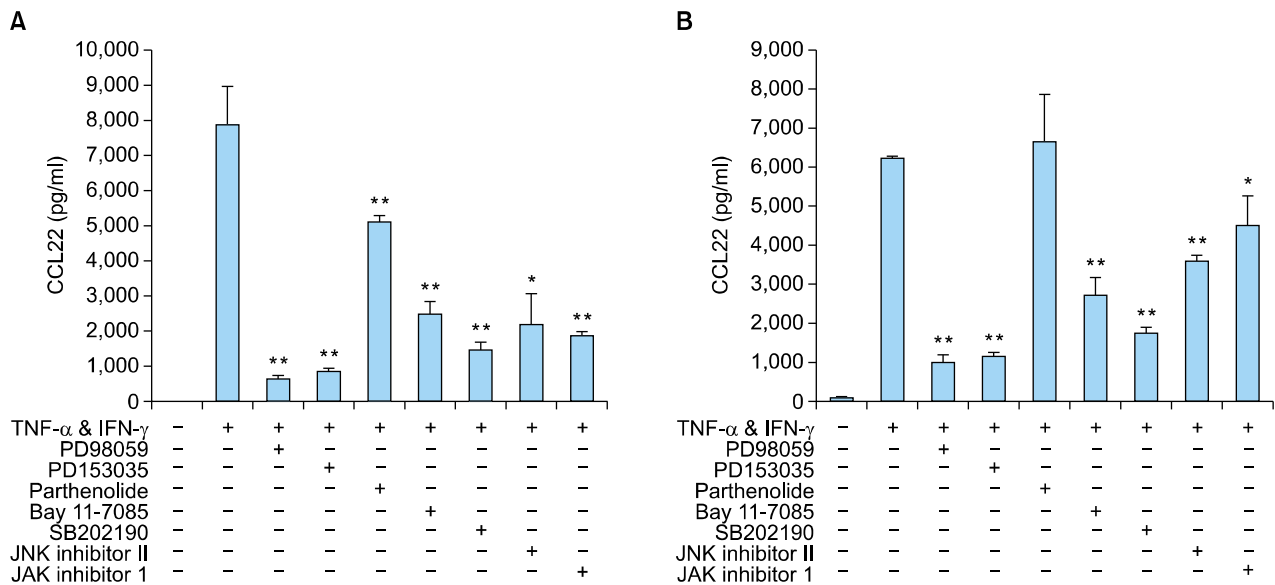 A
10,000
9,000
8,000
7,000
6,000
5,000
4,000
3,000
2,000
1,000
0
CCL22 (pg/ml)
** ** ** ** ** * **
TNF-α & IFN-γ – + + + + + + + +
PD98059 – – + – – – – – –
PD153035 – – – + – – – – –
Parthenolide – – – – + – – – –
Bay 11-7085 – – – – – + – – –
SB202190 – – – – – – + – –
JNK inhibitor II – – – – – – – + –
JAK inhibitor 1 – – – – – – – – +
B
9,000
8,000
7,000
6,000
5,000
4,000
3,000
2,000
1,000
0
CCL22 (pg/ml)
** ** ** ** ** *
TNF-α & IFN-γ – + + + + + + + +
PD98059 – – + – – – – – –
PD153035 – – – + – – – – –
Parthenolide – – – – + – – – –
Bay 11-7085 – – – – – + – – –
SB202190 – – – – – – + – –
JNK inhibitor II – – – – – – – + –
JAK inhibitor 1 – – – – – – – – +